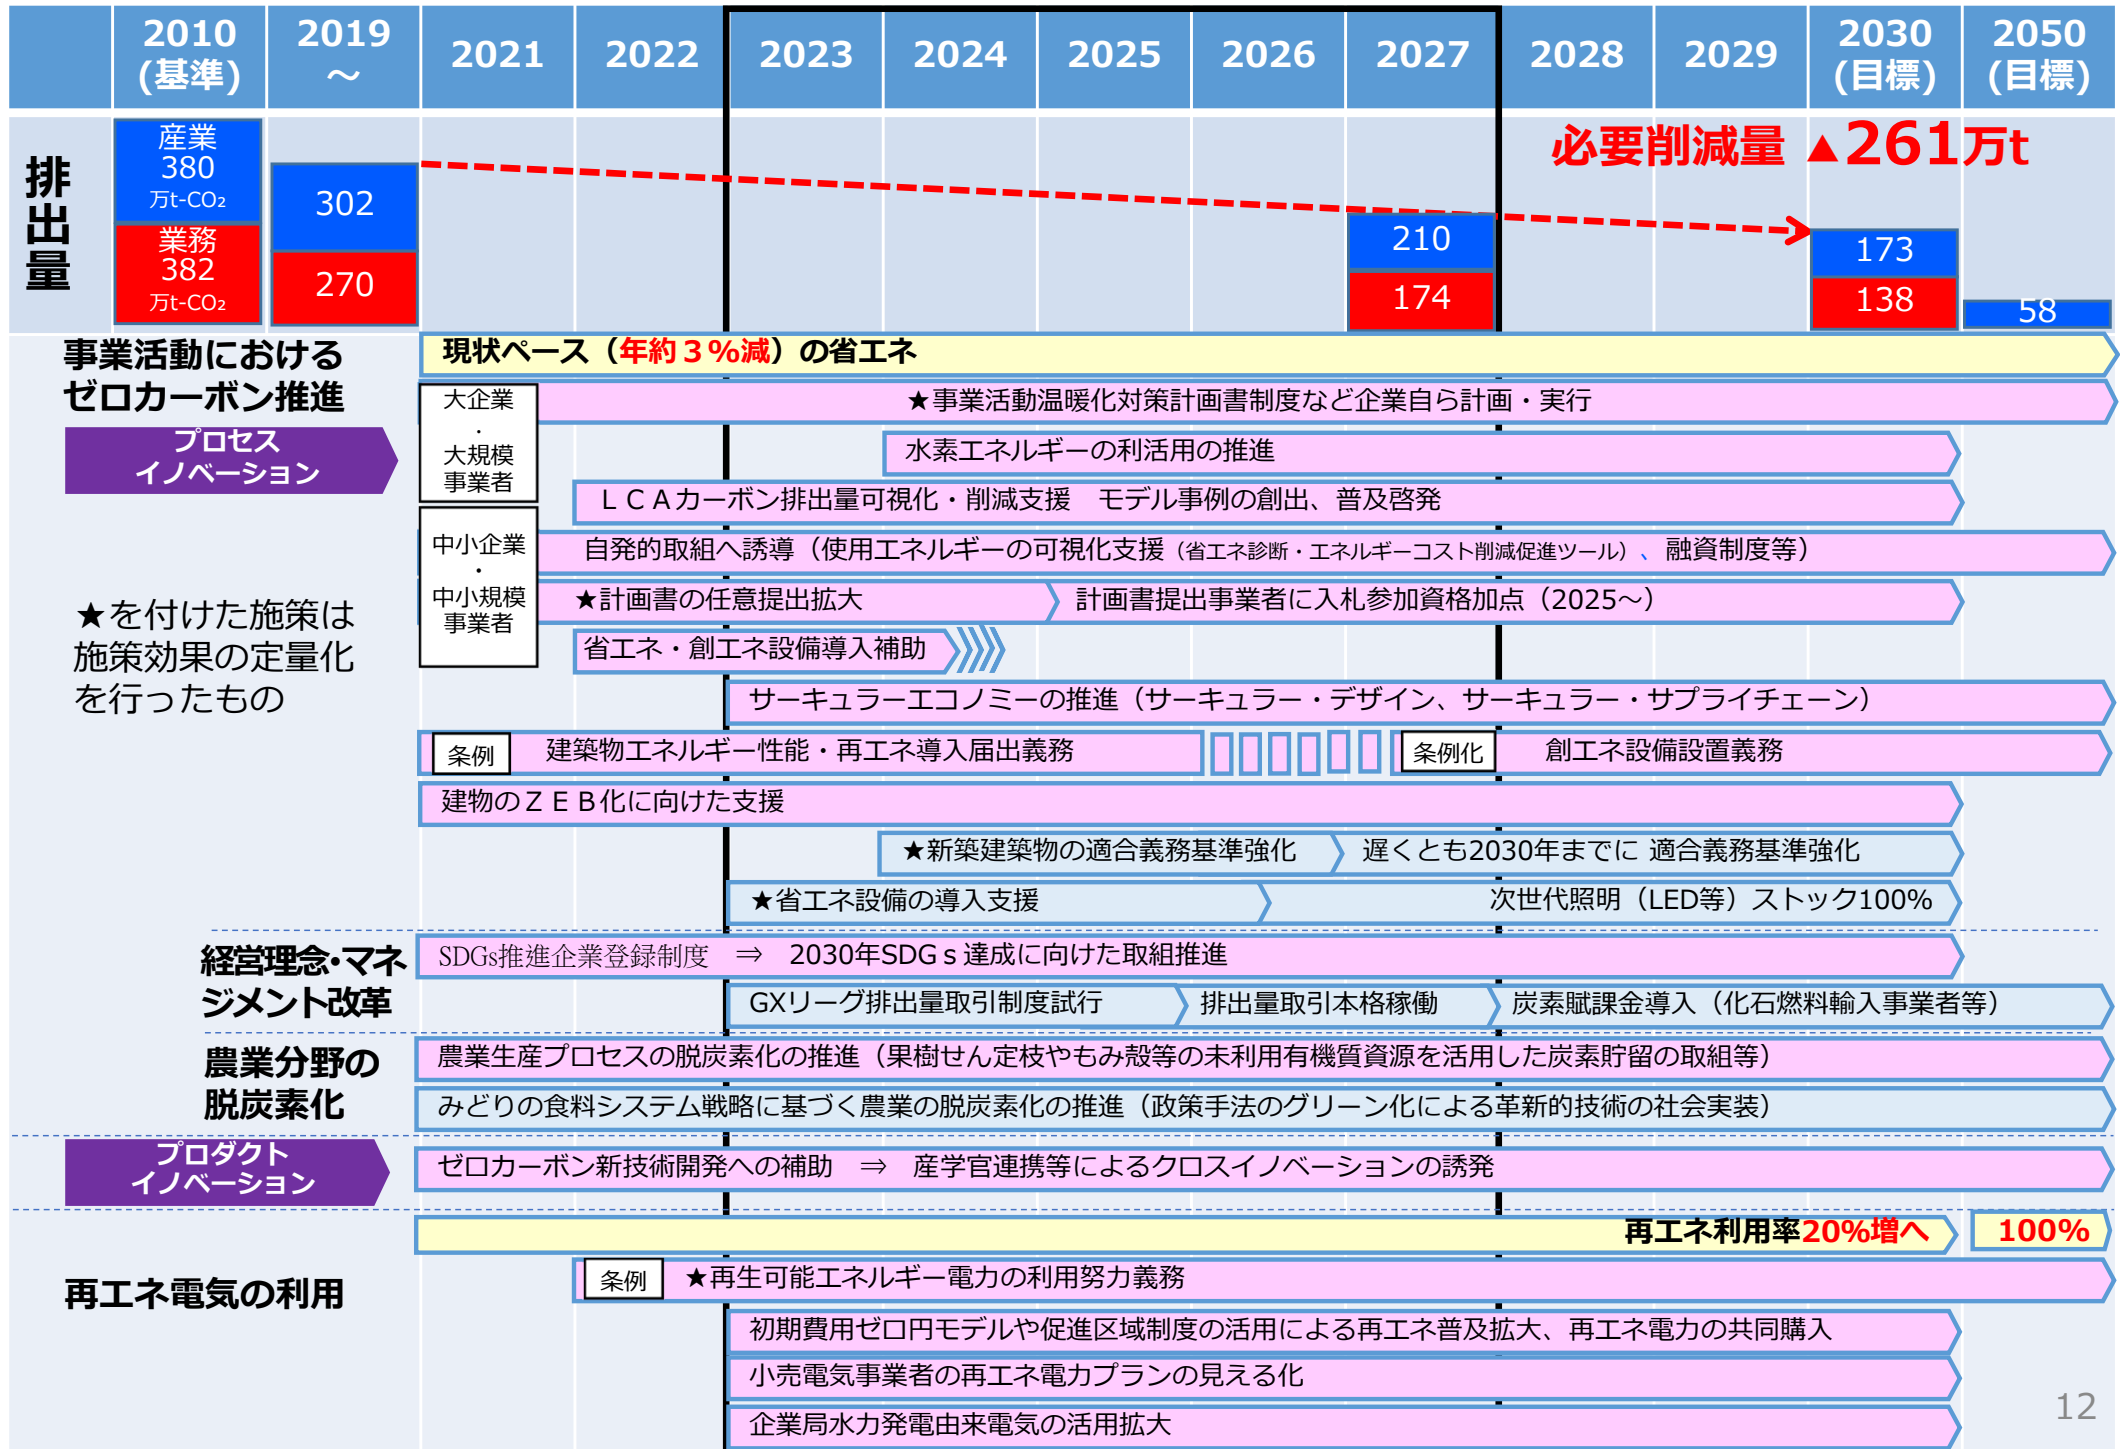 2010
(基準)
2019
～
2021
2022
2023
2024
2025
2026
2027
2028
2029
2030
(目標)
2050
(目標)
排出量
産業
380
万t-CO₂
業務
382
万t-CO₂
302
270
必要削減量 ▲261万t
210
174
173
138
58
事業活動における
ゼロカーボン推進
現状ペース（年約３％減）の省エネ
プロセス
イノベーション
大企業
・
大規模
事業者
★事業活動温暖化対策計画書制度など企業自ら計画・実行
水素エネルギーの利活用の推進
ＬＣＡカーボン排出量可視化・削減支援　モデル事例の創出、普及啓発
中小企業
・
中小規模
事業者
自発的取組へ誘導（使用エネルギーの可視化支援（省エネ診断・エネルギーコスト削減促進ツール）、融資制度等）
★計画書の任意提出拡大
計画書提出事業者に入札参加資格加点（2025～）
★を付けた施策は
施策効果の定量化
を行ったもの
省エネ・創エネ設備導入補助
サーキュラーエコノミーの推進（サーキュラー・デザイン、サーキュラー・サプライチェーン）
条例
建築物エネルギー性能・再エネ導入届出義務
条例化
創エネ設備設置義務
建物のＺＥＢ化に向けた支援
★新築建築物の適合義務基準強化
遅くとも2030年までに 適合義務基準強化
★省エネ設備の導入支援
次世代照明（LED等）ストック100%
経営理念・マネ
ジメント改革
SDGs推進企業登録制度　⇒　2030年SDGｓ達成に向けた取組推進
GXリーグ排出量取引制度試行
排出量取引本格稼働
炭素賦課金導入（化石燃料輸入事業者等）
農業分野の
脱炭素化
農業生産プロセスの脱炭素化の推進（果樹せん定枝やもみ殻等の未利用有機質資源を活用した炭素貯留の取組等）
みどりの食料システム戦略に基づく農業の脱炭素化の推進（政策手法のグリーン化による革新的技術の社会実装）
プロダクト
イノベーション
ゼロカーボン新技術開発への補助　⇒　産学官連携等によるクロスイノベーションの誘発
再エネ利用率20%増へ
100%
再エネ電気の利用
条例
★再生可能エネルギー電力の利用努力義務
初期費用ゼロ円モデルや促進区域制度の活用による再エネ普及拡大、再エネ電力の共同購入
小売電気事業者の再エネ電力プランの見える化
企業局水力発電由来電気の活用拡大
12